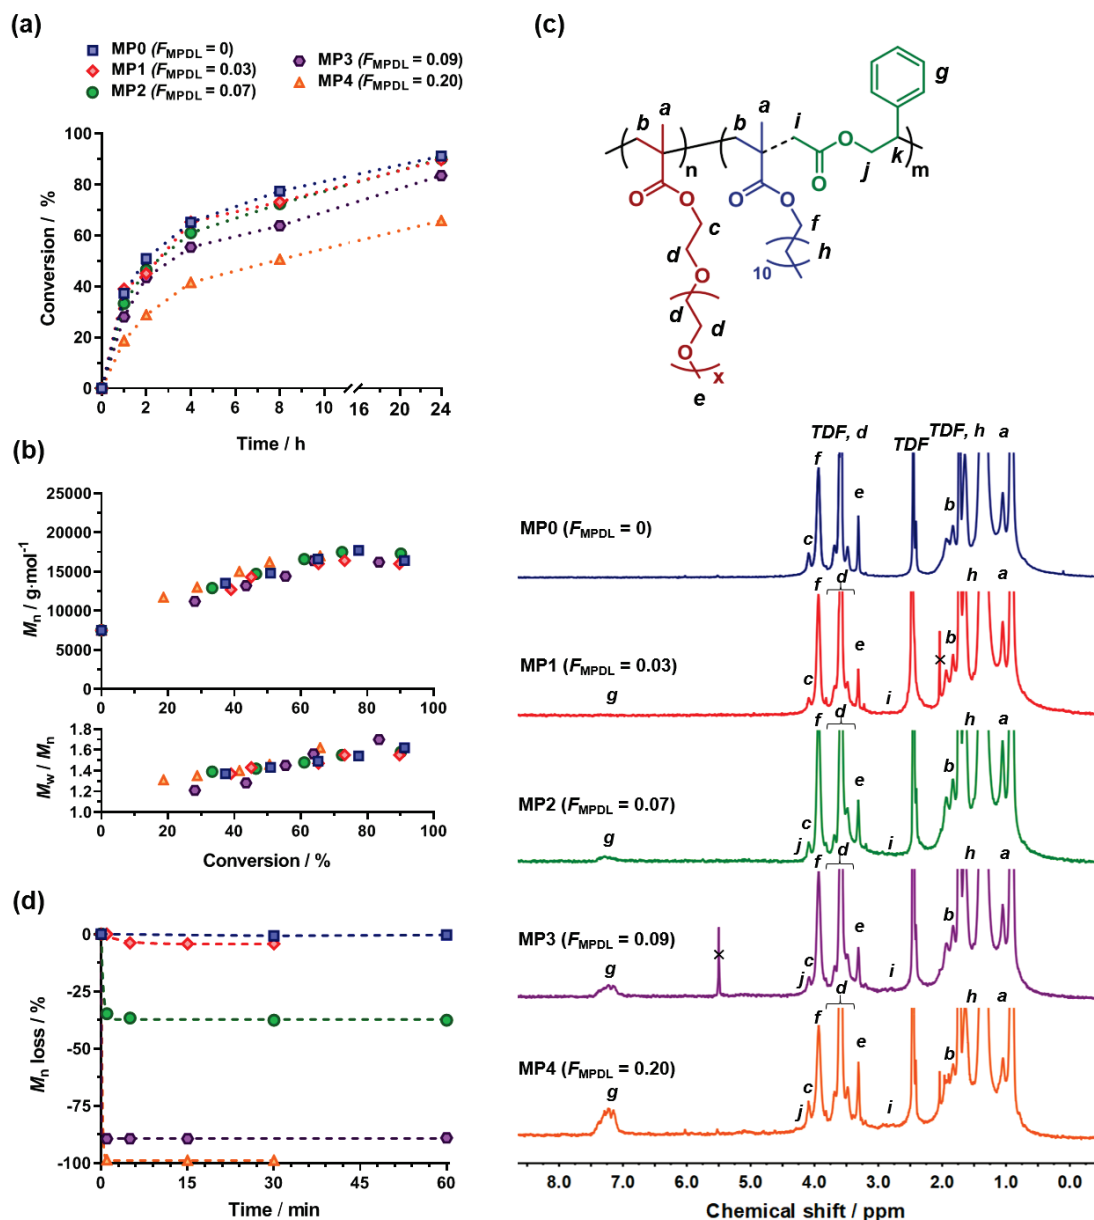 (a)
MP0 (FMPDL = 0)
MP1 (FMPDL = 0.03)
MP2 (FMPDL = 0.07)
MP3 (FMPDL = 0.09)
MP4 (FMPDL = 0.20)
100
80
60
40
20
0
Conversion / %
0 2 4 6 8 10 16 20 24
Time / h
(b)
25000
20000
15000
10000
5000
0
Mn / g·mol⁻¹
0 20 40 60 80 100
1.8
1.6
1.4
1.2
1.0
Mw / Mn
0 20 40 60 80 100
Conversion / %
(d)
0
-25
-50
-75
-100
Mn loss / %
0 15 30 45 60
Time / min
(c)
g
a a
b b i
n
O
O
j k m
O O O O
c f
d h
10
O
d d
O
x
e
TDF, d TDF TDF, h a
f
e
b
c
MP0 (FMPDL = 0)
d h a
f
e
× b
MP1 (FMPDL = 0.03)
g c i
d h a
f
e
b
MP2 (FMPDL = 0.07)
g j c i
d h a
f
e
b
MP3 (FMPDL = 0.09)
×
g j c i
d h a
f
e
b
MP4 (FMPDL = 0.20)
g j c i
8.0 7.0 6.0 5.0 4.0 3.0 2.0 1.0 0.0
Chemical shift / ppm